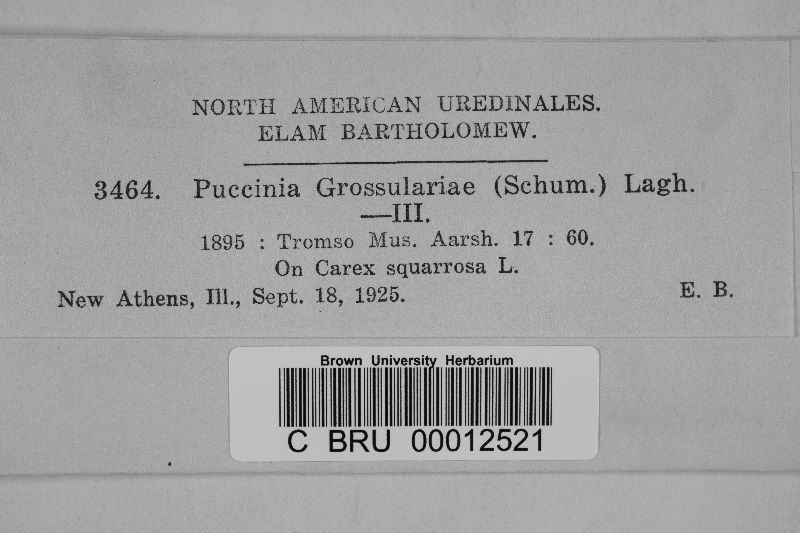 NORTH AMERICAN UREDINALES.
ELAM BARTHOLOMEW.
3464. Puccinia Grossulariae (Schum.) Lagh.
—III.
1895 : Tromso Mus. Aarsh. 17 : 60.
On Carex squarrosa L.
New Athens, Ill., Sept. 18, 1925. E. B.
Brown University Herbarium
C BRU 00012521